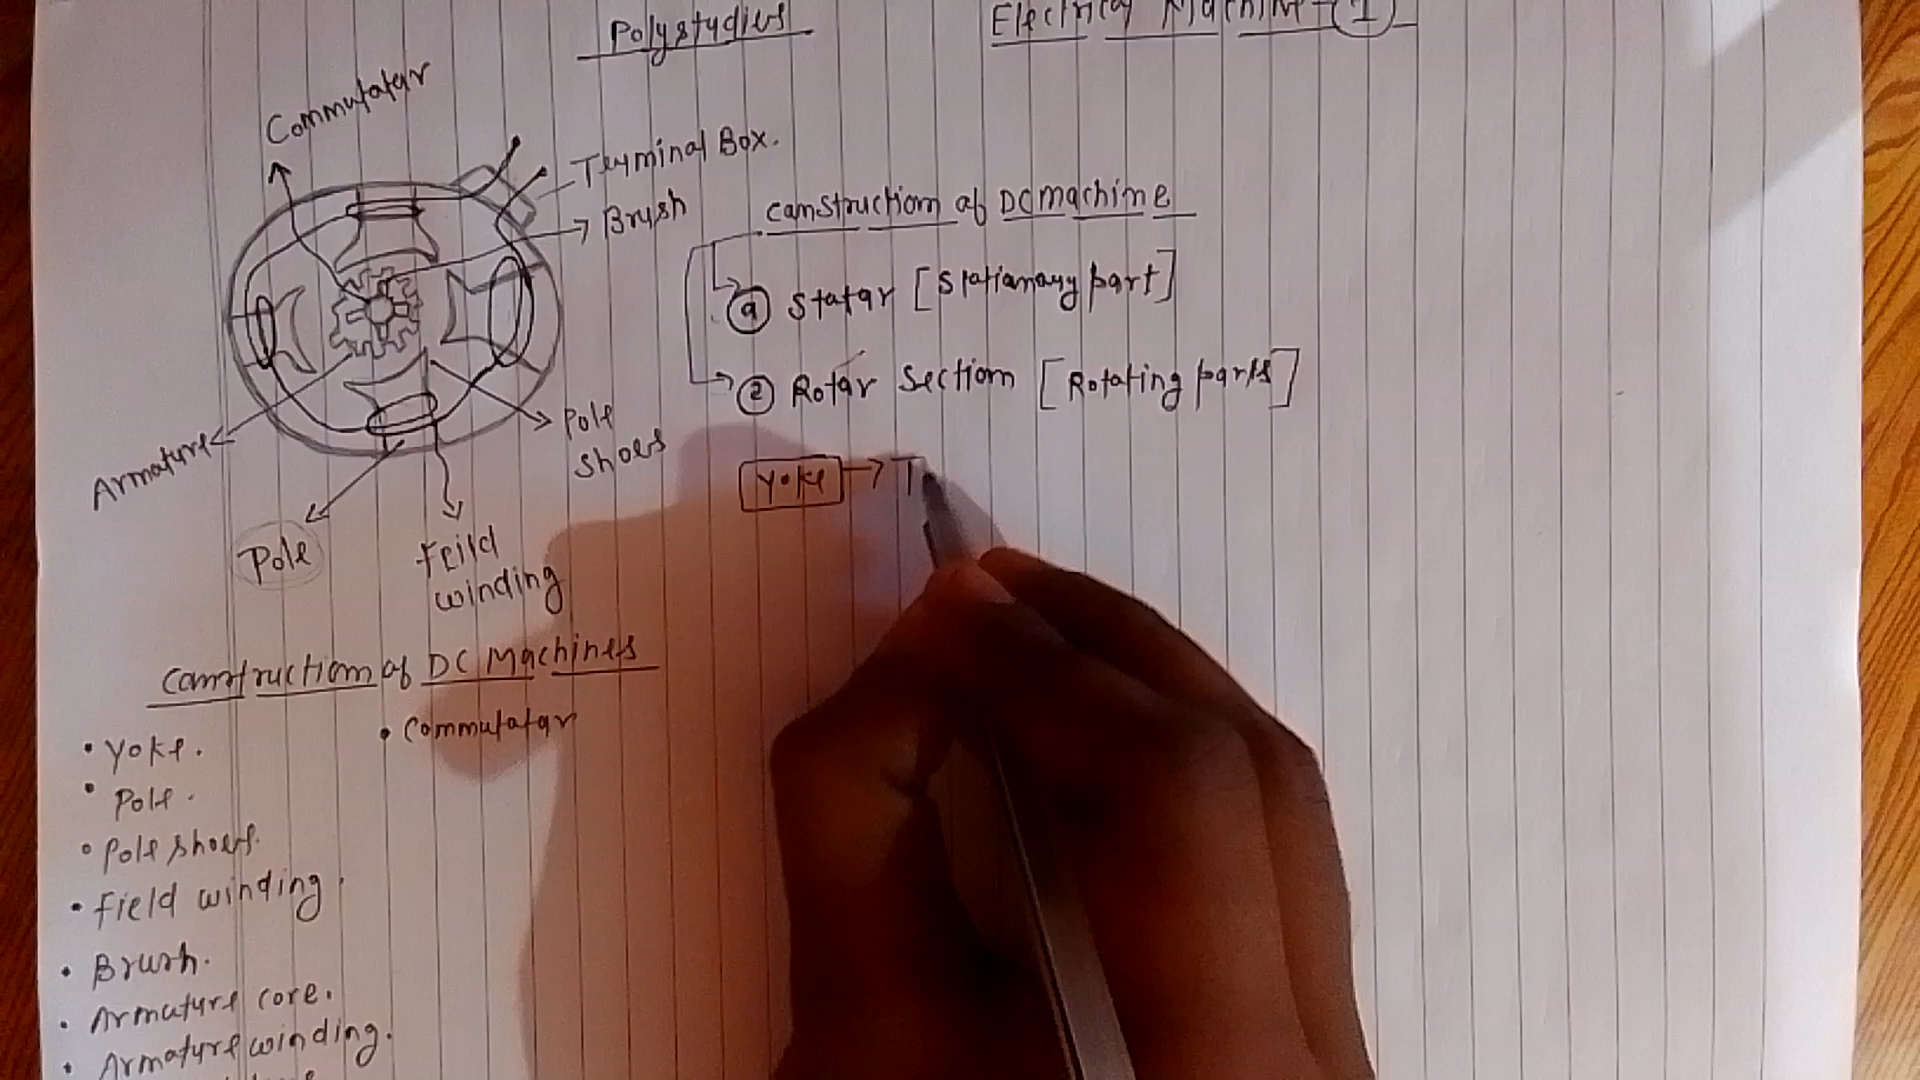 Polystudies
Electrical Machine-1
Commutator
Terminal Box.
Brush
Construction of DC machine
a Stator [Stationary part]
2 Rotor Section [Rotating parts]
Armature
Pole shoes
Yoke → T
Pole
Feild winding
Construction of DC Machines
• Yoke.
• Commutator
• Pole.
• Pole shoes.
• Field winding.
• Brush.
• Armature core.
• Armature winding.